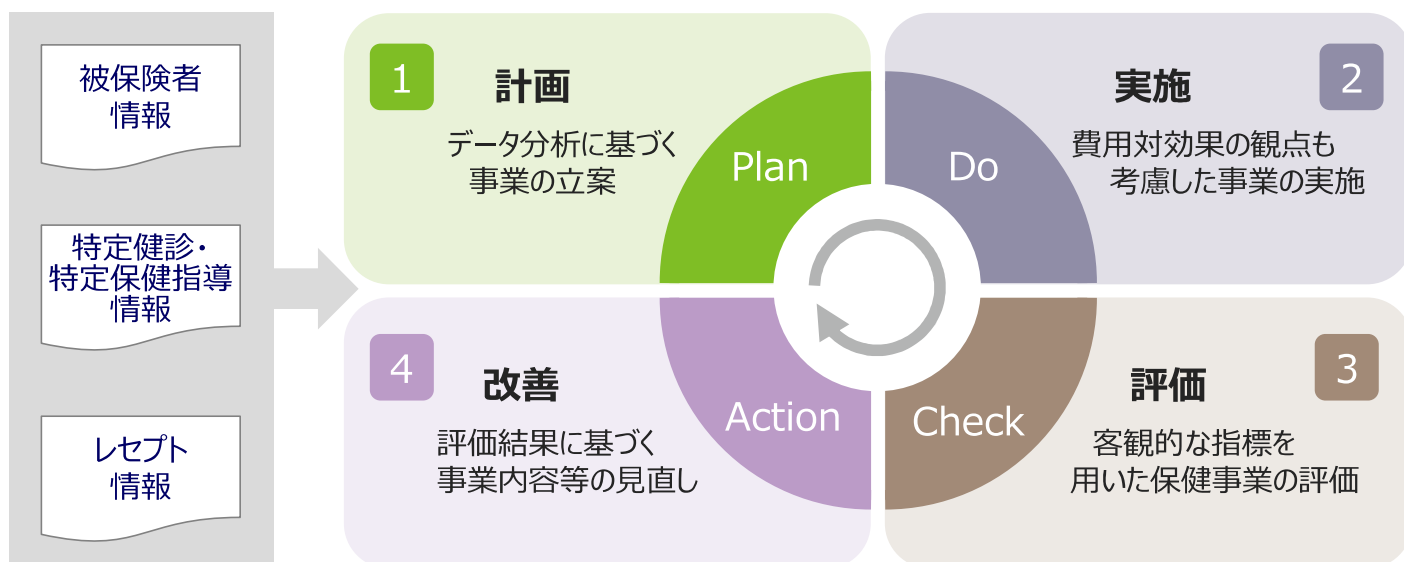 被保険者
情報
特定健診・
特定保健指導
情報
レセプト
情報
1
計画
データ分析に基づく
事業の立案
Plan
Do
実施
2
費用対効果の観点も
考慮した事業の実施
4
改善
評価結果に基づく
事業内容等の見直し
Action
Check
評価
3
客観的な指標を
用いた保健事業の評価